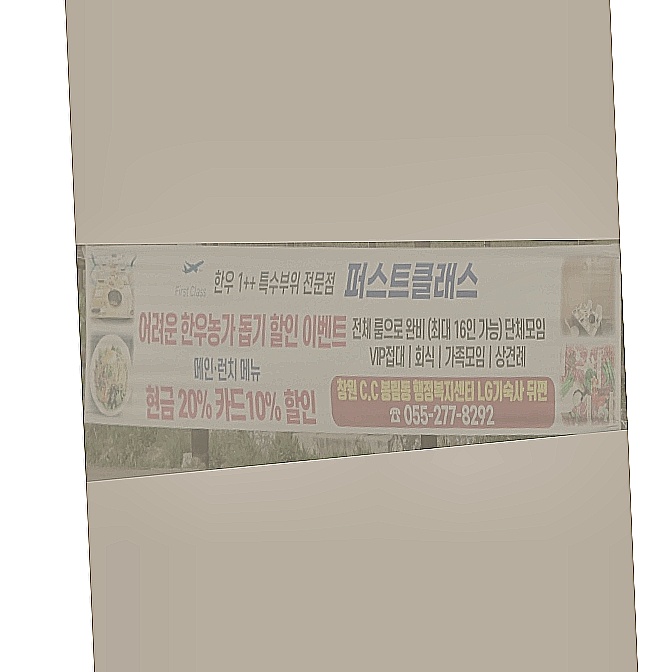 First Class
한우 1++ 특수부위 전문점 퍼스트클래스
어려운 한우농가 돕기 할인 이벤트
메인·런치 메뉴
현금 20% 카드10% 할인
전체 룸으로 완비 (최대 16인 가능) 단체모임
VIP접대 | 회식 | 가족모임 | 상견례
창원 C.C 봉림동 행정복지센터 LG기숙사 뒤편
☎ 055-277-8292